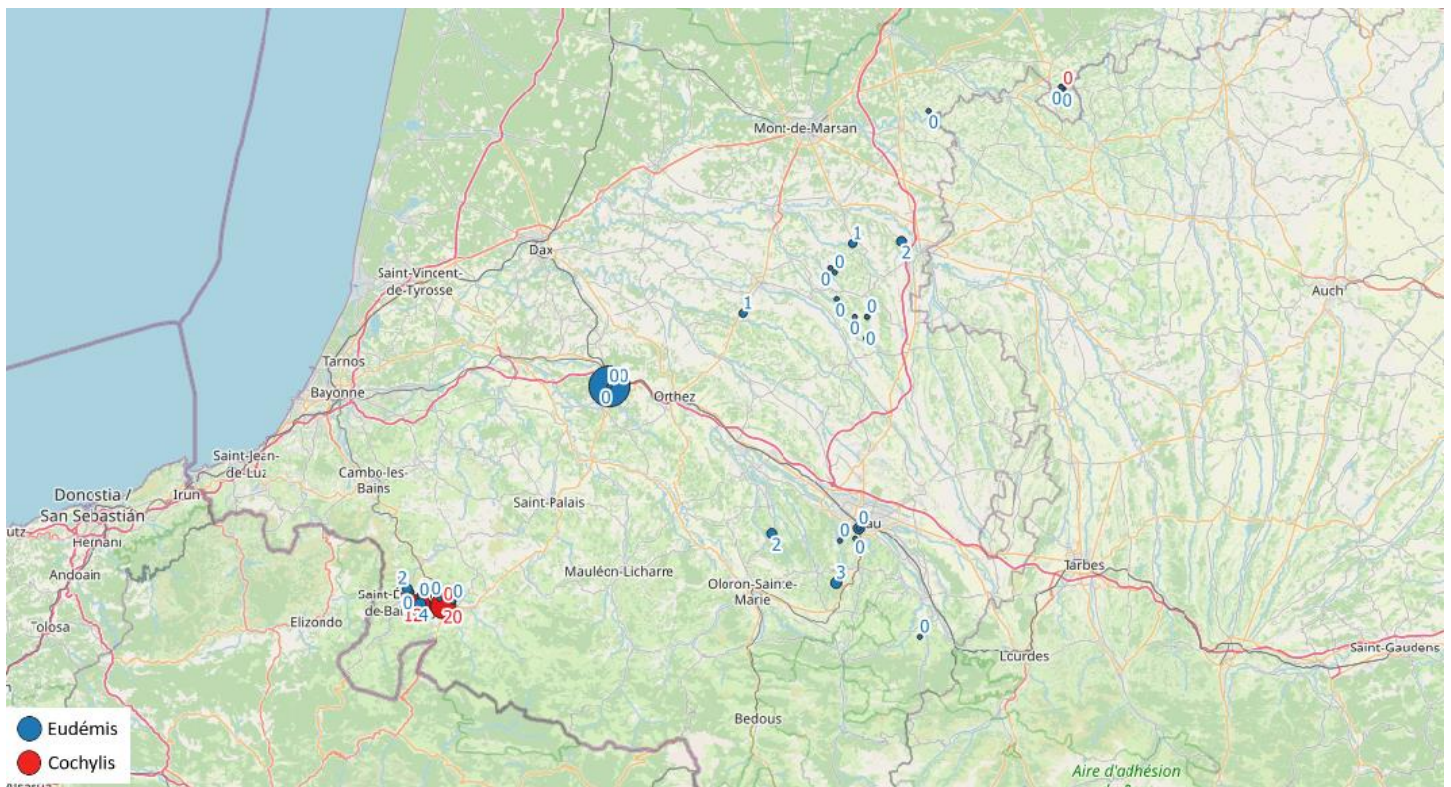 0
00
0
Mont-de-Marsan
1
2
Dax
0
0
Saint-Vincent-
de-Tyrosse
Auch
1
0
0
0
0
Tarnos
00
0
Bayonne
Orthez
Saint-Jean-
de-Luz
Cambo-les-
Bains
Donostia /
San Sebastián
Irun
Saint-Palais
Hernani
0
0
0
2
Andoain
Mauléon-Licharre
Tarbes
3
Oloron-Sainte-
Marie
2
00
00
0
12
4
20
Elizondo
Tolosa
0
Lourdes
Saint-Gaudens
Bedous
Eudémis
Cochylis
Aire d'adhésion